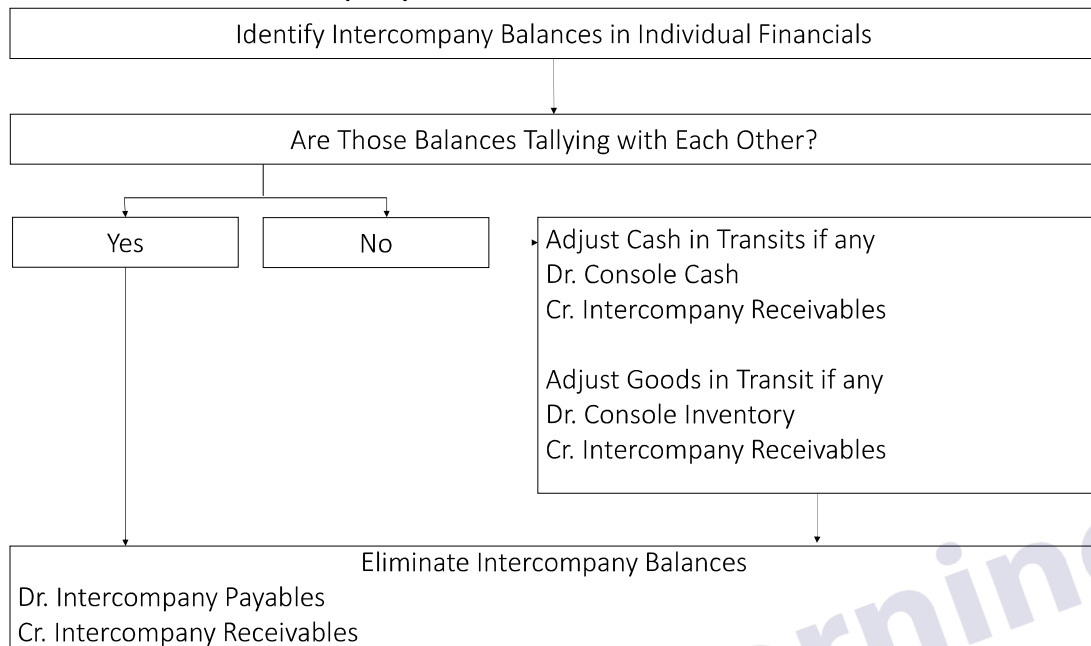 Identify Intercompany Balances in Individual Financials
Are Those Balances Tallying with Each Other?
Yes
No
Adjust Cash in Transits if any
Dr. Console Cash
Cr. Intercompany Receivables
Adjust Goods in Transit if any
Dr. Console Inventory
Cr. Intercompany Receivables
Eliminate Intercompany Balances
Dr. Intercompany Payables
Cr. Intercompany Receivables